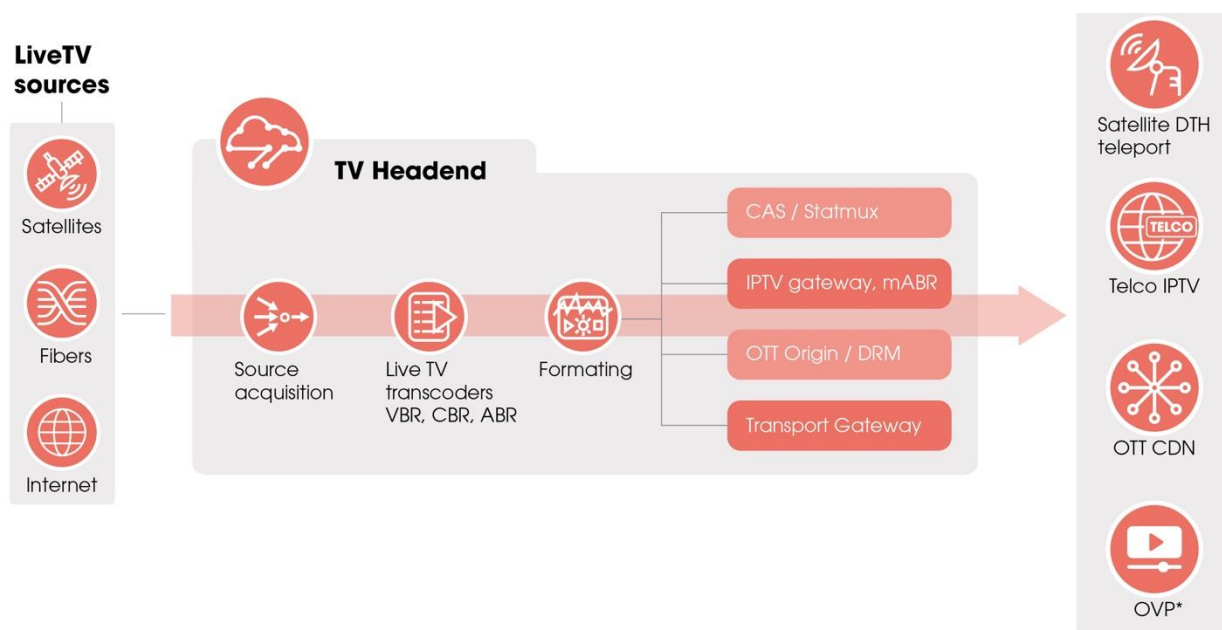 LiveTV
sources
Satellites
Fibers
Internet
TV Headend
Source
acquisition
Live TV
transcoders
VBR, CBR, ABR
Formating
CAS / Statmux
IPTV gateway, mABR
OTT Origin / DRM
Transport Gateway
Satellite DTH
teleport
TELCO
Telco IPTV
OTT CDN
OVP*